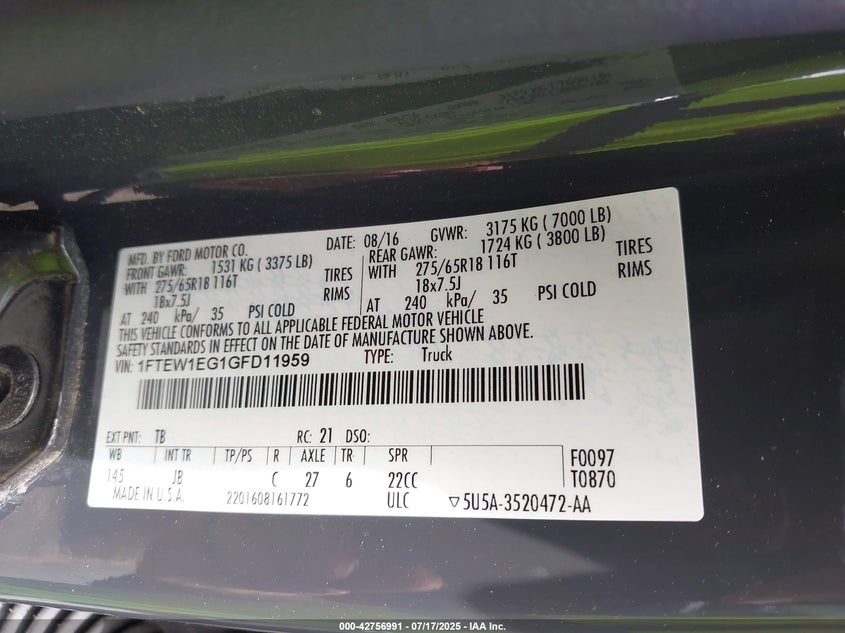 MFD. BY FORD MOTOR CO.
DATE: 08/16 GVWR: 3175 KG ( 7000 LB)
FRONT GAWR: 1531 KG ( 3375 LB) REAR GAWR: 1724 KG ( 3800 LB)
WITH 275/65R18 116T TIRES WITH 275/65R18 116T TIRES
18x7.5J RIMS 18x7.5J RIMS
AT 240 kPa/ 35 PSI COLD AT 240 kPa/ 35 PSI COLD
THIS VEHICLE CONFORMS TO ALL APPLICABLE FEDERAL MOTOR VEHICLE
SAFETY STANDARDS IN EFFECT ON THE DATE OF MANUFACTURE SHOWN ABOVE.
VIN: 1FTEW1EG1GFD11959 TYPE: Truck
EXT PNT: TB RC: 21 DSO:
WB INT TR TP/PS R AXLE TR SPR F0097
145 JB C 27 6 22CC T0870
MADE IN U.S.A. 2201608161772 ULC ▽5U5A-3520472-AA
000-42756991 - 07/17/2025 - IAA Inc.